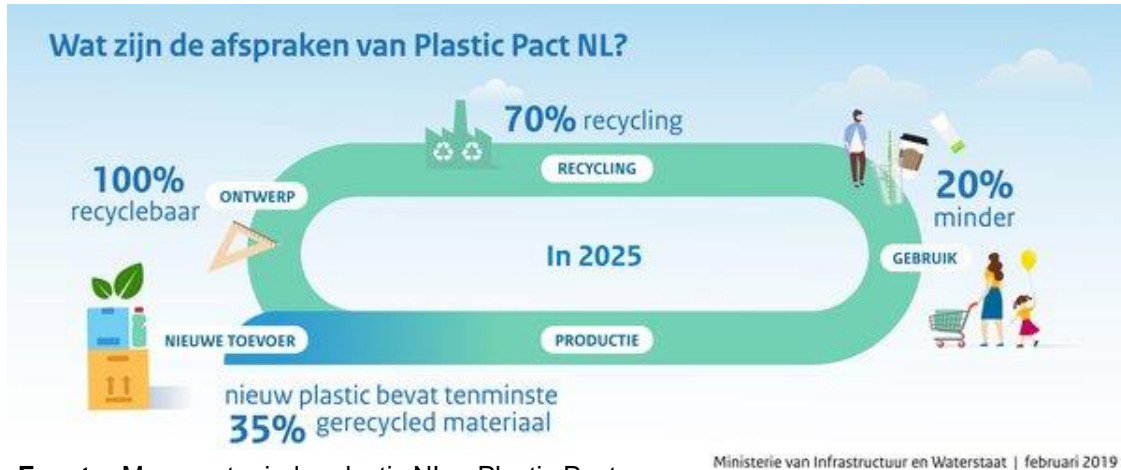 Wat zijn de afspraken van Plastic Pact NL?
70% recycling
RECYCLING
100%
recyclebaar
ONTWERP
20%
minder
In 2025
GEBRUIK
NIEUWE TOEVOER
PRODUCTIE
nieuw plastic bevat tenminste
35% gerecycled materiaal
Ministerie van Infrastructuur en Waterstaat | februari 2019